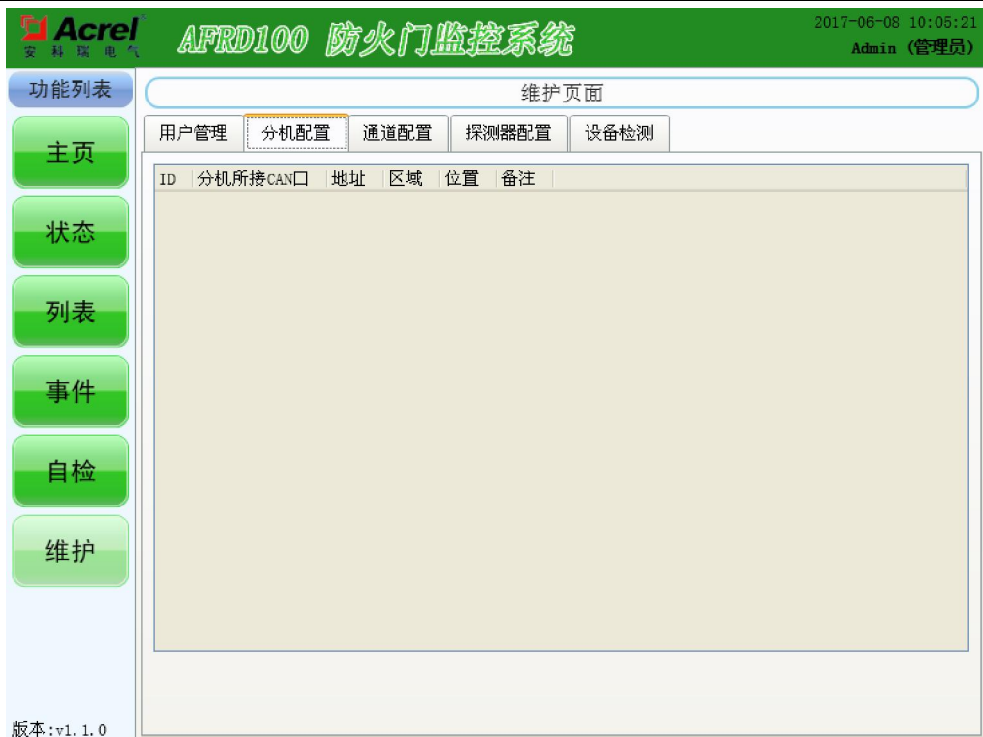 Acrel®
安科瑞电气
AFRD100 防火门监控系统
2017-06-08 10:05:21
Admin (管理员)
功能列表
维护页面
主页
状态
列表
事件
自检
维护
用户管理 分机配置 通道配置 探测器配置 设备检测
ID 分机所接CAN口 地址 区域 位置 备注
版本:v1.1.0